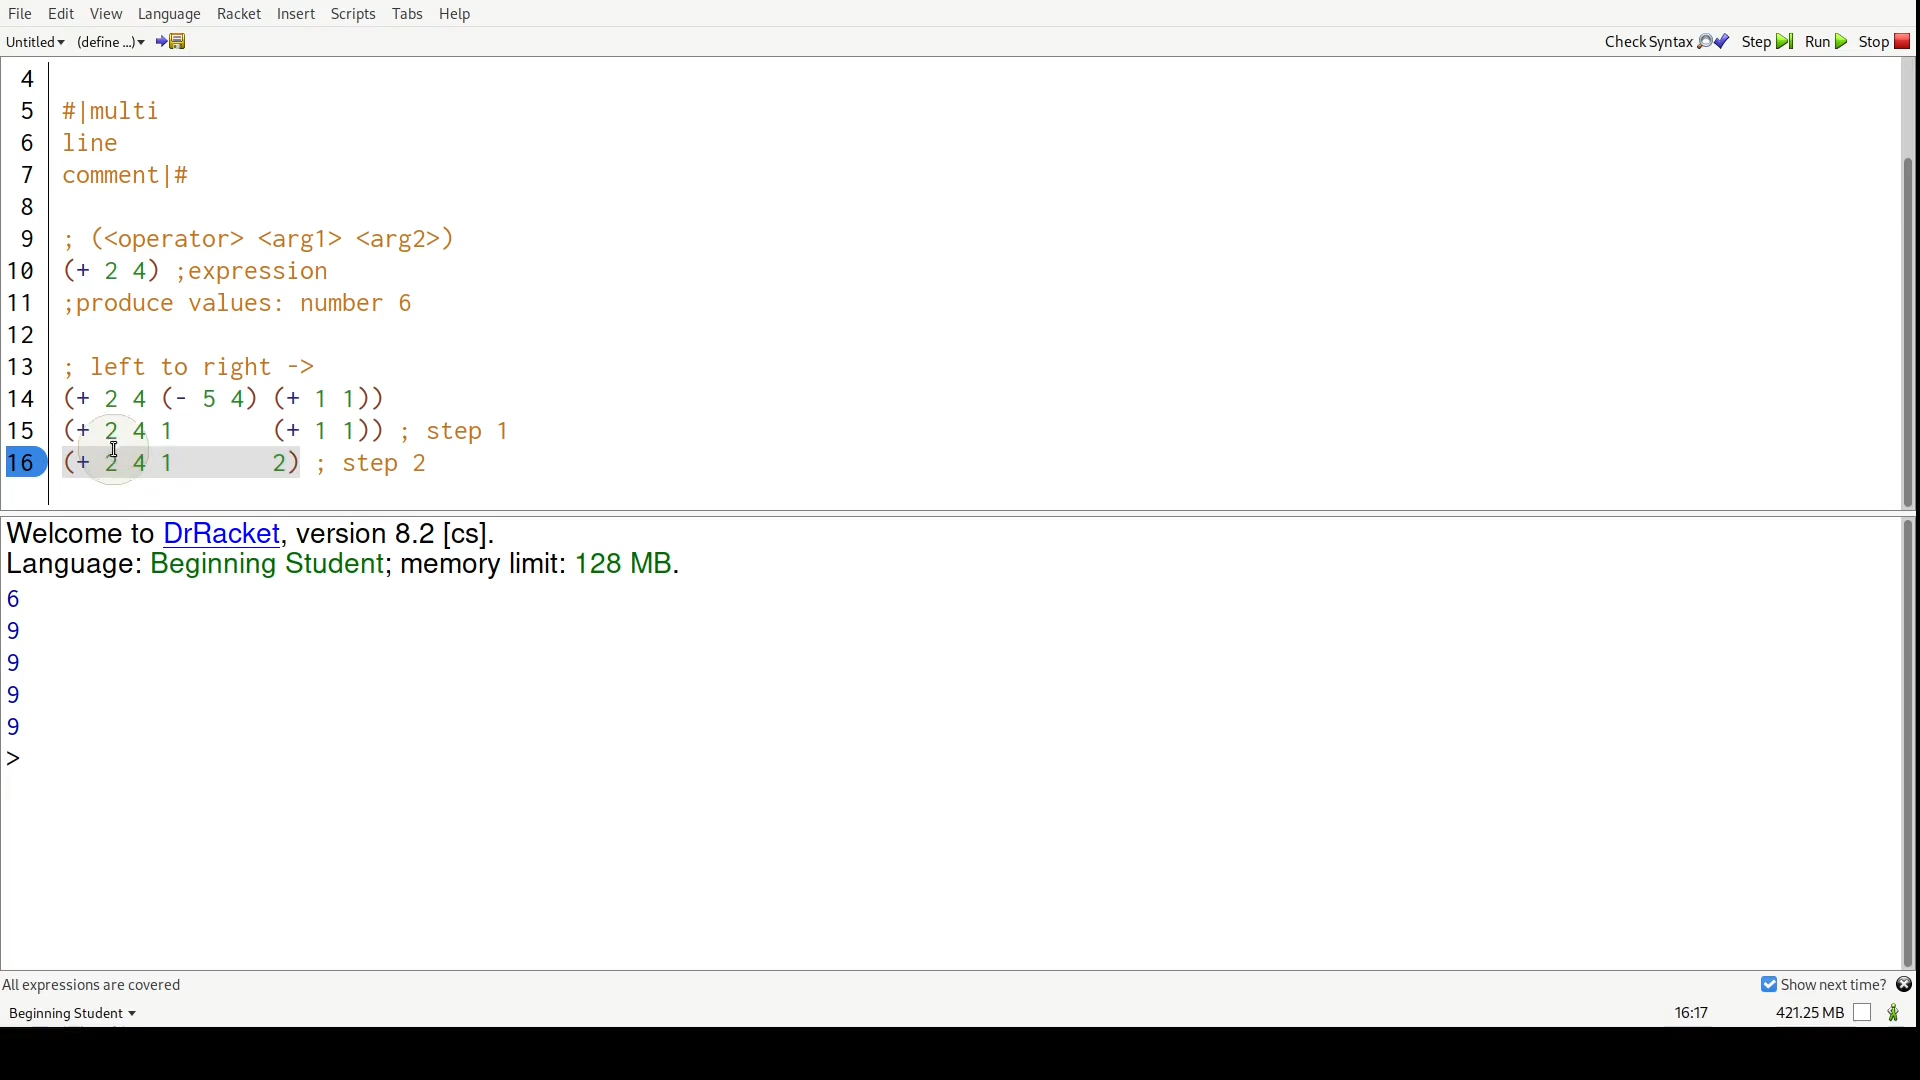 File Edit View Language Racket Insert Scripts Tabs Help
Untitled (define ...) Check Syntax Step Run Stop
4
5 #|multi
6 line
7 comment|#
8
9 ; (<operator> <arg1> <arg2>)
10 (+ 2 4) ;expression
11 ;produce values: number 6
12
13 ; left to right ->
14 (+ 2 4 (- 5 4) (+ 1 1))
15 (+ 2 4 1 (+ 1 1)) ; step 1
16 (+ 2 4 1 2) ; step 2
Welcome to DrRacket, version 8.2 [cs].
Language: Beginning Student; memory limit: 128 MB.
6
9
9
9
9
>
All expressions are covered Show next time?
Beginning Student 16:17 421.25 MB